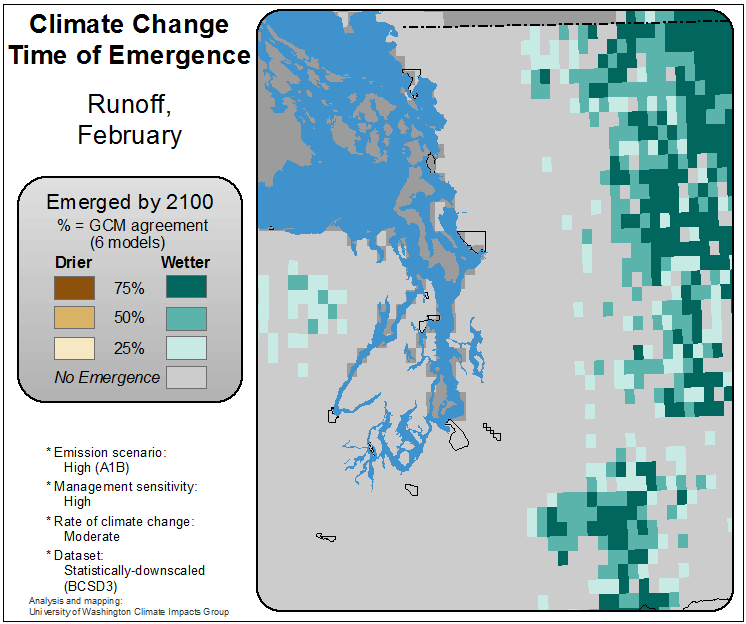 Climate Change
Time of Emergence
Runoff,
February
Emerged by 2100
% = GCM agreement
(6 models)
Drier Wetter
75%
50%
25%
No Emergence
* Emission scenario:
High (A1B)
* Management sensitivity:
High
* Rate of climate change:
Moderate
* Dataset:
Statistically-downscaled
(BCSD3)
Analysis and mapping:
University of Washington Climate Impacts Group